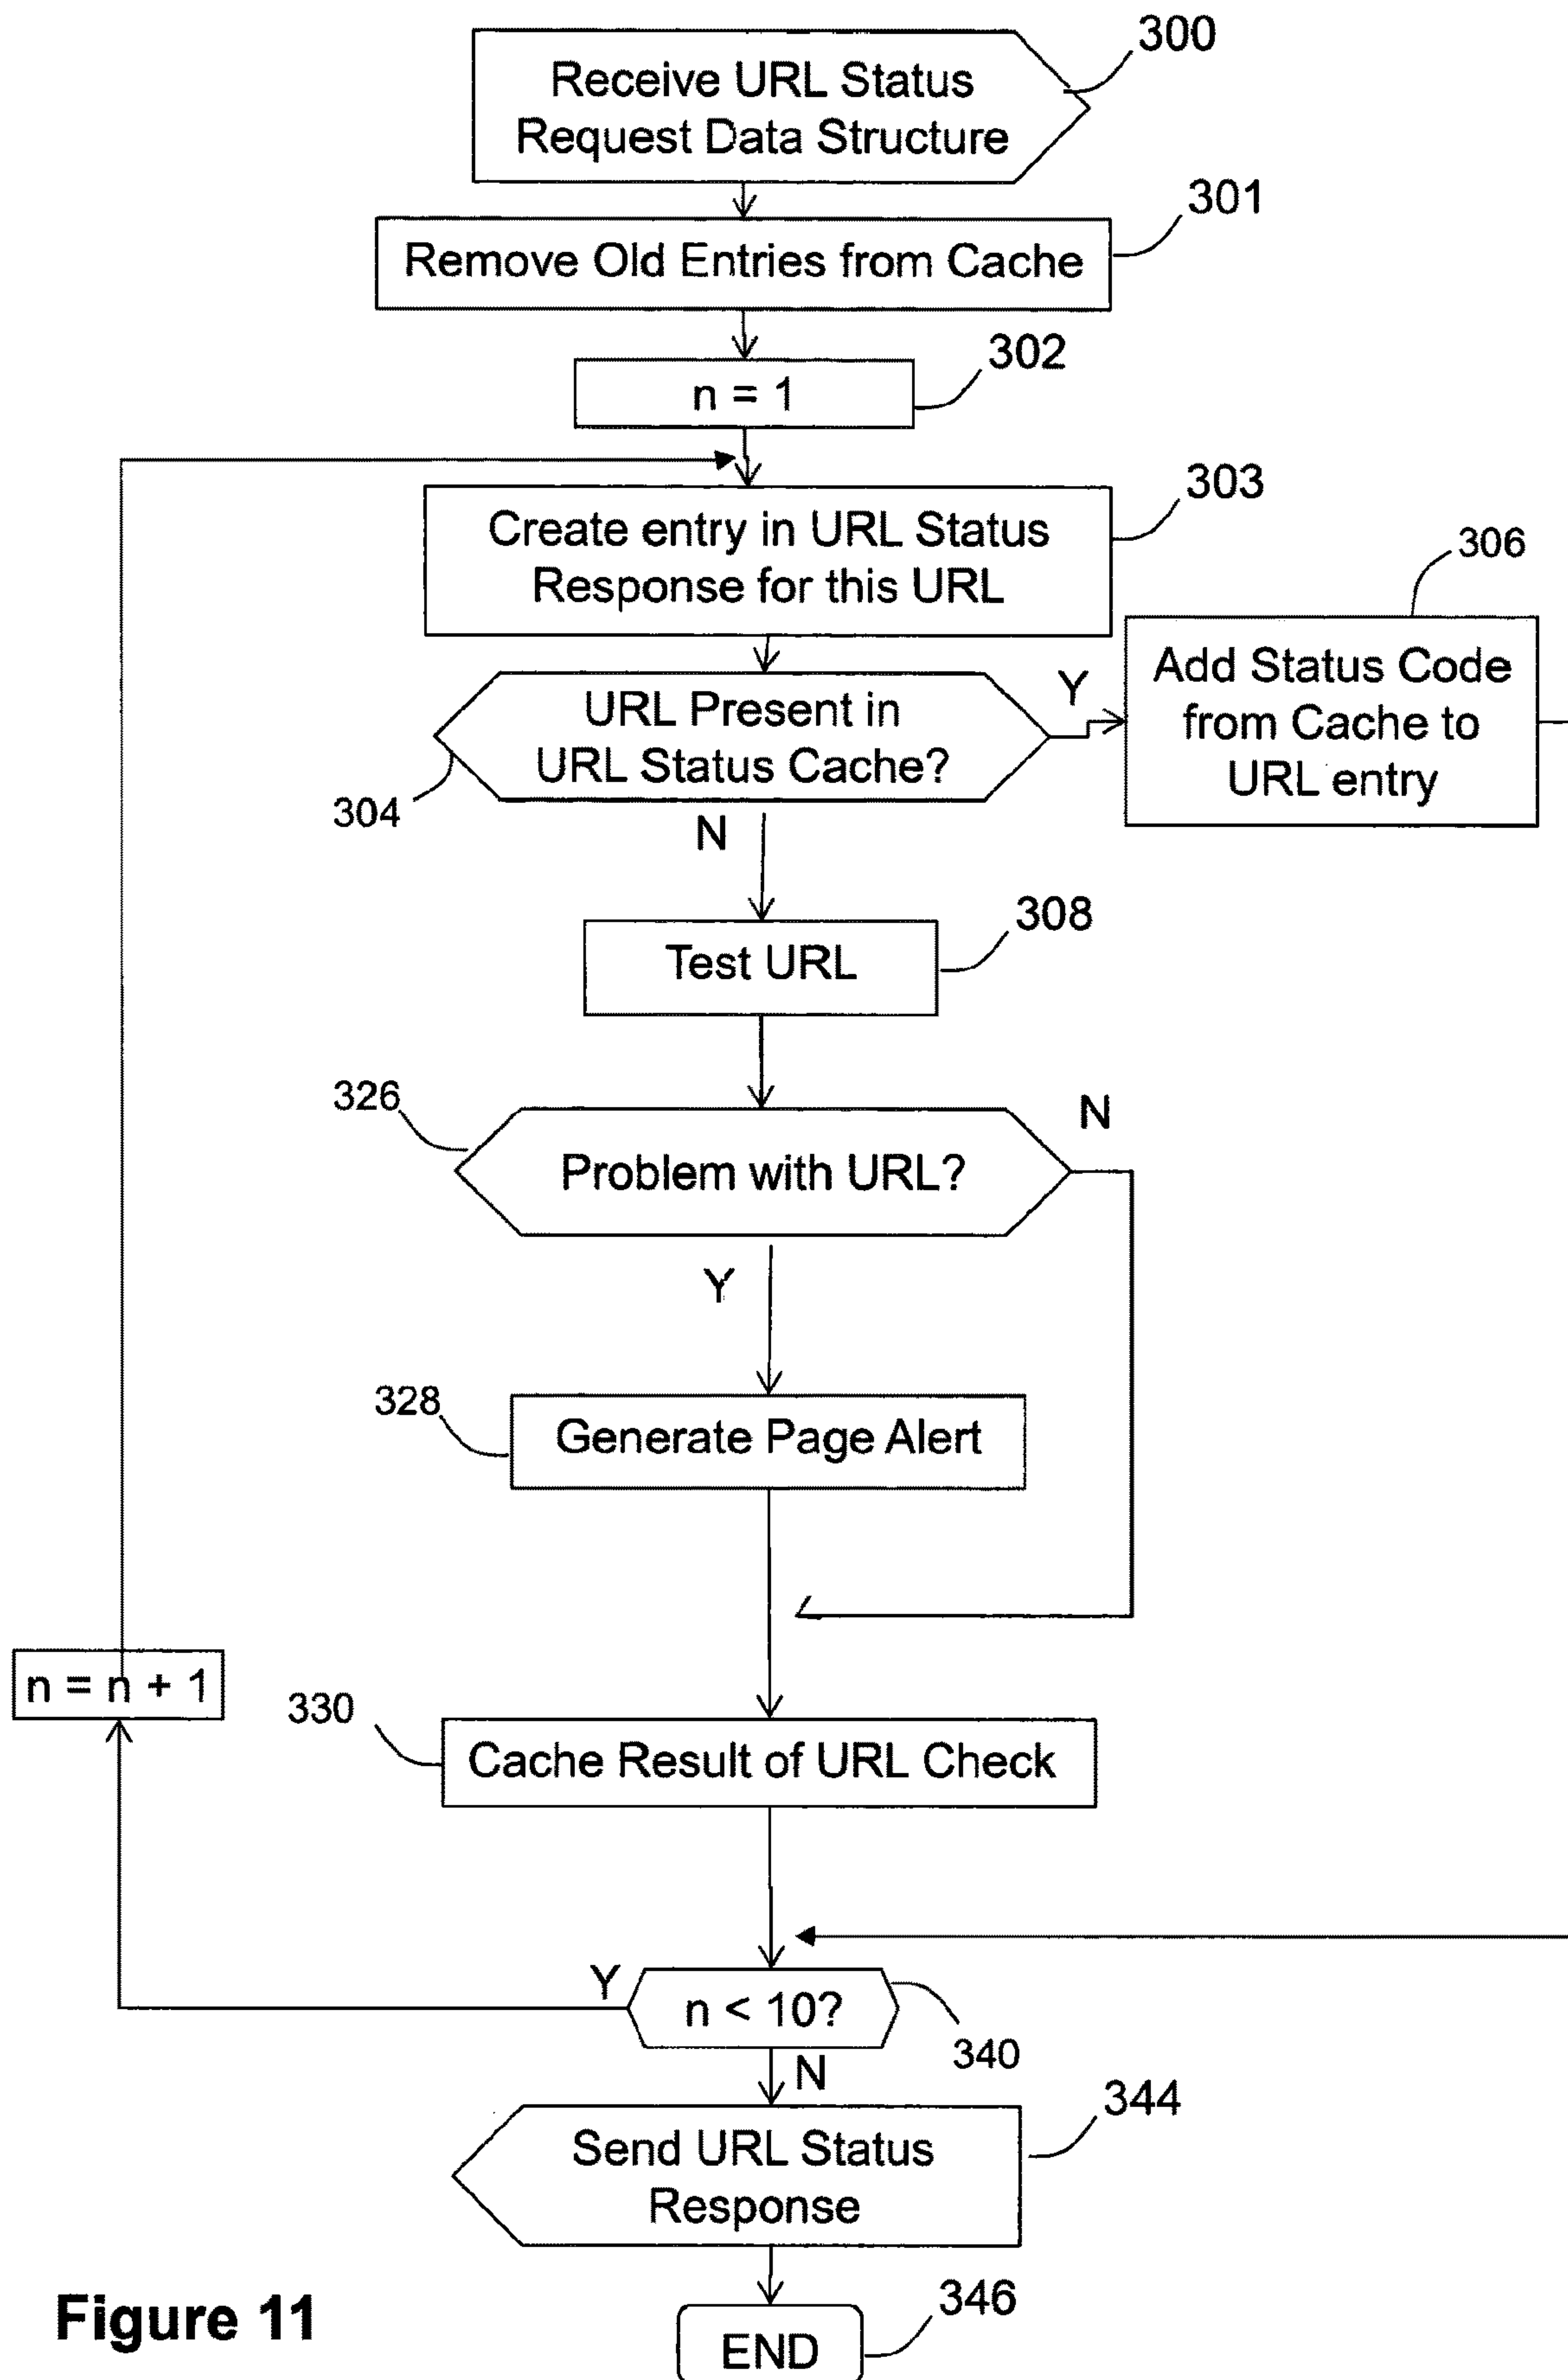 300
Receive URL Status
Request Data Structure
301
Remove Old Entries from Cache
302
n = 1
303
Create entry in URL Status
Response for this URL
306
Add Status Code
from Cache to
URL entry
Y
URL Present in
URL Status Cache?
304
N
308
Test URL
326
N
Problem with URL?
Y
328
Generate Page Alert
n = n + 1
330
Cache Result of URL Check
Y
n < 10?
340
N
344
Send URL Status
Response
346
END
Figure 11